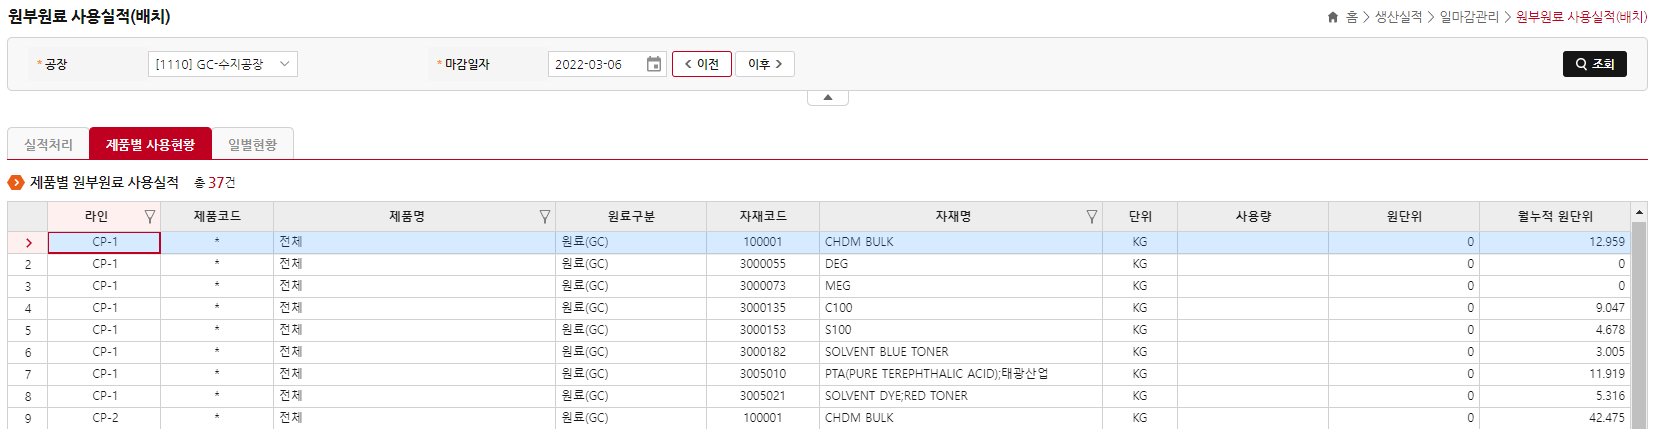 원부원료 사용실적(배치)
홈 > 생산실적 > 일마감관리 > 원부원료 사용실적(배치)
* 공장 [1110] GC-수지공장 * 마감일자 2022-03-06 < 이전 이후 > 조회
실적처리 제품별 사용현황 일별현황
제품별 원부원료 사용실적 총 37건
라인 제품코드 제품명 원료구분 자재코드 자재명 단위 사용량 원단위 월누적 원단위
> CP-1 * 전체 원료(GC) 100001 CHDM BULK KG 0 12.959
2 CP-1 * 전체 원료(GC) 3000055 DEG KG 0 0
3 CP-1 * 전체 원료(GC) 3000073 MEG KG 0 0
4 CP-1 * 전체 원료(GC) 3000135 C100 KG 0 9.047
5 CP-1 * 전체 원료(GC) 3000153 S100 KG 0 4.678
6 CP-1 * 전체 원료(GC) 3000182 SOLVENT BLUE TONER KG 0 3.005
7 CP-1 * 전체 원료(GC) 3005010 PTA(PURE TEREPHTHALIC ACID);태광산업 KG 0 11.919
8 CP-1 * 전체 원료(GC) 3005021 SOLVENT DYE;RED TONER KG 0 5.316
9 CP-2 * 전체 원료(GC) 100001 CHDM BULK KG 0 42.475